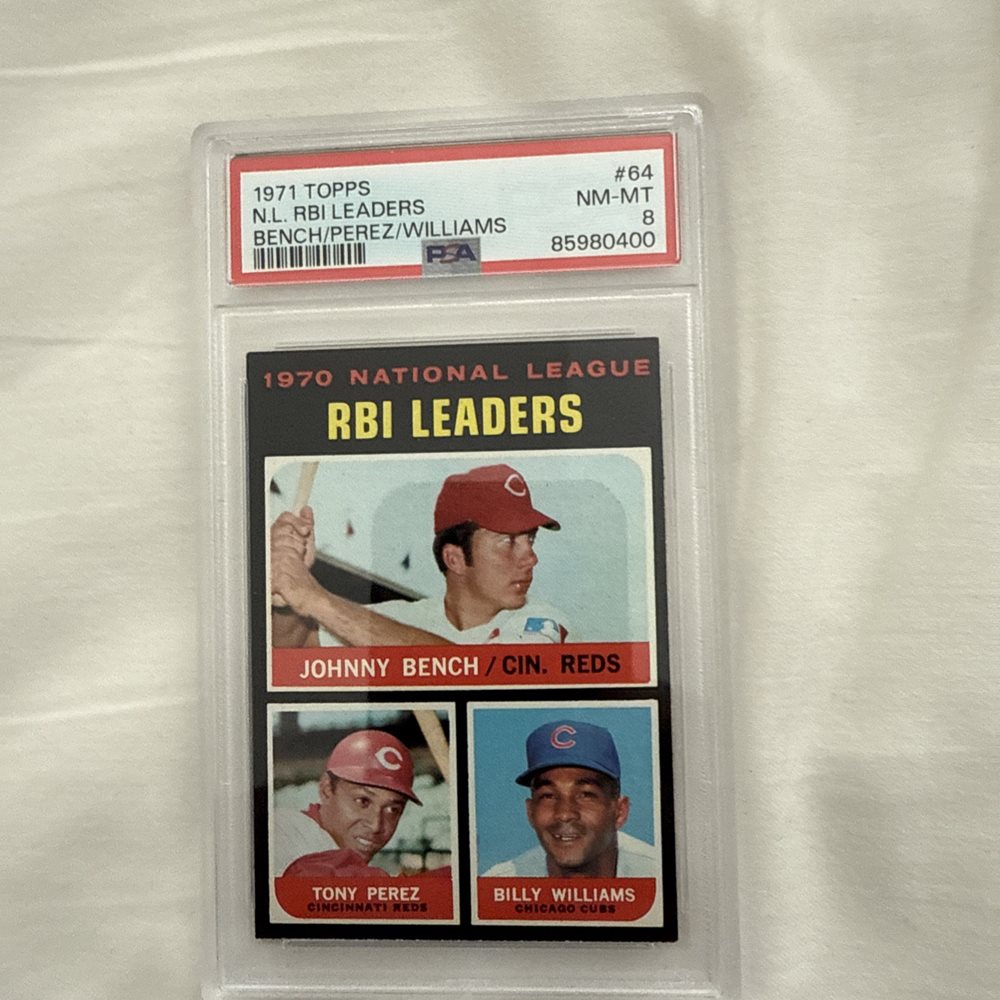 1971 TOPPS #64
N.L. RBI LEADERS NM-MT
BENCH/PEREZ/WILLIAMS 8
PSA 85980400
1970 NATIONAL LEAGUE
RBI LEADERS
C
JOHNNY BENCH / CIN. REDS
C
C
TONY PEREZ
CINCINNATI REDS
BILLY WILLIAMS
CHICAGO CUBS